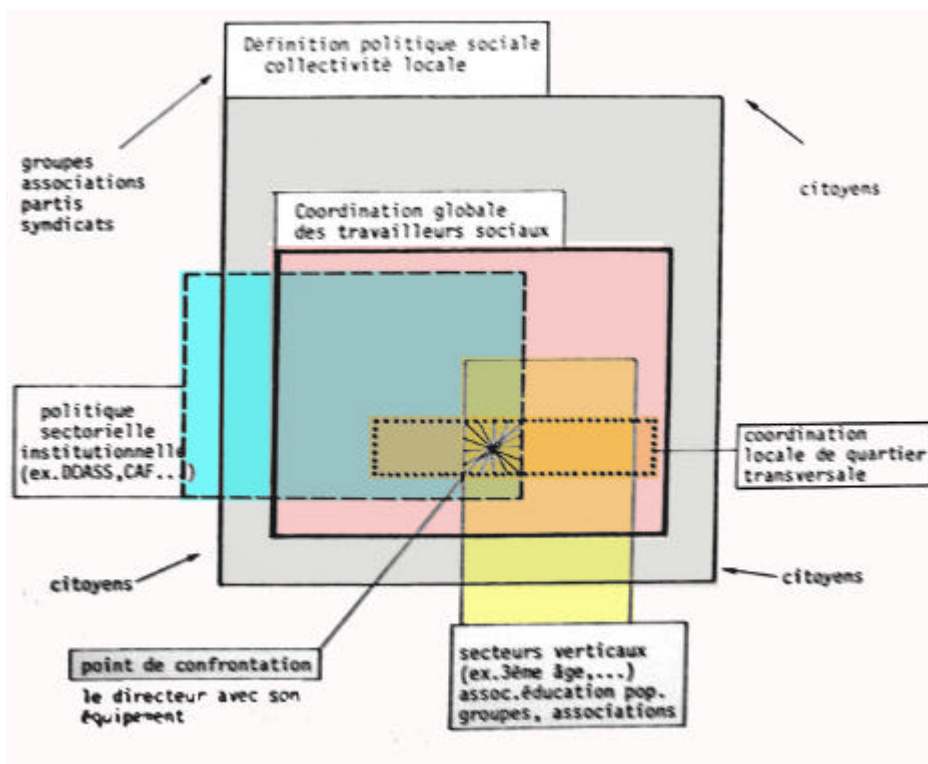 Définition politique sociale
collectivité locale
groupes
associations
partis
syndicats
citoyens
Coordination globale
des travailleurs sociaux
politique
sectorielle
institutionnelle
(ex.DDASS,CAF...)
coordination
locale de quartier
transversale
citoyens
citoyens
point de confrontation
le directeur avec son
équipement
secteurs verticaux
(ex.3ème âge,...)
assoc.éducation pop.
groupes, associations